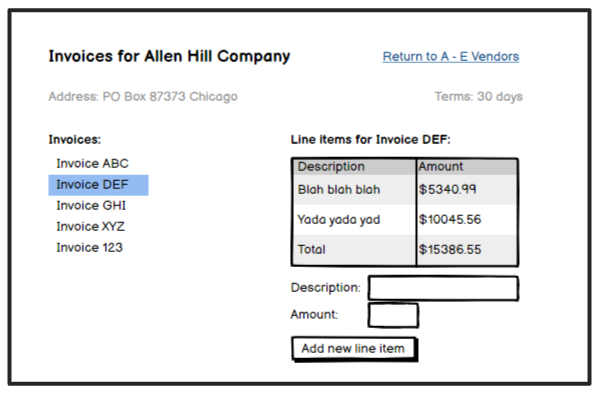 Invoices for Allen Hill Company
Return to A - E Vendors
Address: PO Box 87373 Chicago
Terms: 30 days
Invoices:
Invoice ABC
Invoice DEF
Invoice GHI
Invoice XYZ
Invoice 123
Line items for Invoice DEF:
Description Amount
Blah blah blah $5340.99
Yada yada yad $10045.56
Total $15386.55
Description:
Amount:
Add new line item